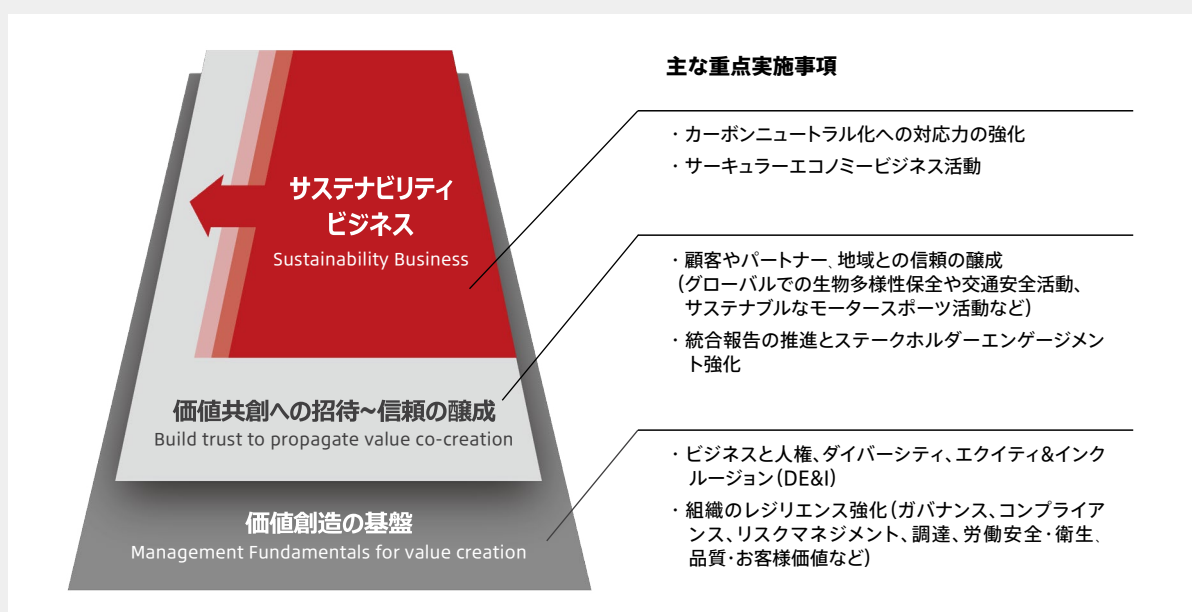 主な重点実施事項
サステナビリティ
ビジネス
Sustainability Business
・カーボンニュートラル化への対応力の強化
・サーキュラーエコノミービジネス活動
価値共創への招待~信頼の醸成
Build trust to propagate value co-creation
・顧客やパートナー、地域との信頼の醸成
(グローバルでの生物多様性保全や交通安全活動、
サステナブルなモータースポーツ活動など)
・統合報告の推進とステークホルダーエンゲージメン
ト強化
価値創造の基盤
Management Fundamentals for value creation
・ビジネスと人権、ダイバーシティ、エクイティ&インク
ルージョン(DE&I)
・組織のレジリエンス強化(ガバナンス、コンプライア
ンス、リスクマネジメント、調達、労働安全・衛生、
品質・お客様価値など)